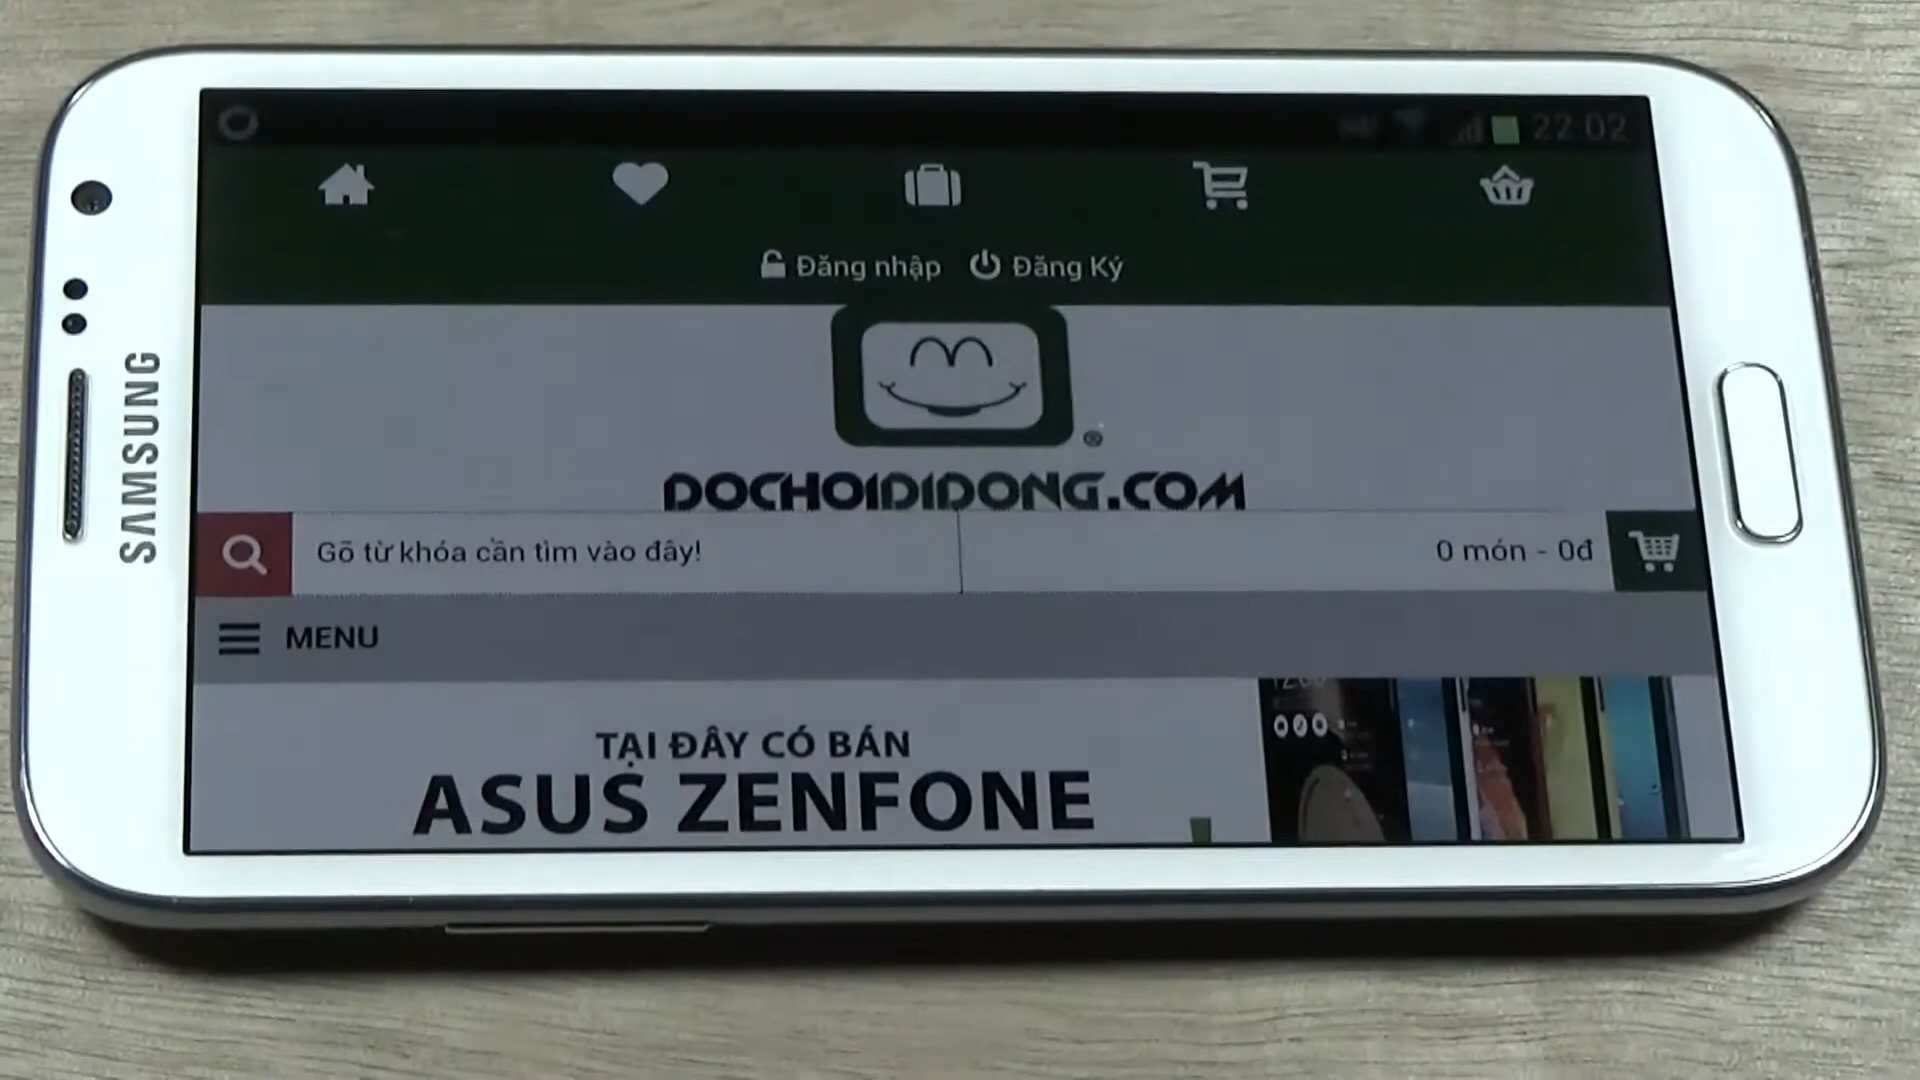 SAMSUNG
22:02
Đăng nhập Đăng Ký
®
DOCHOIDIDONG.COM
Gõ từ khóa cần tìm vào đây!
0 món - 0đ
MENU
TẠI ĐÂY CÓ BÁN
ASUS ZENFONE